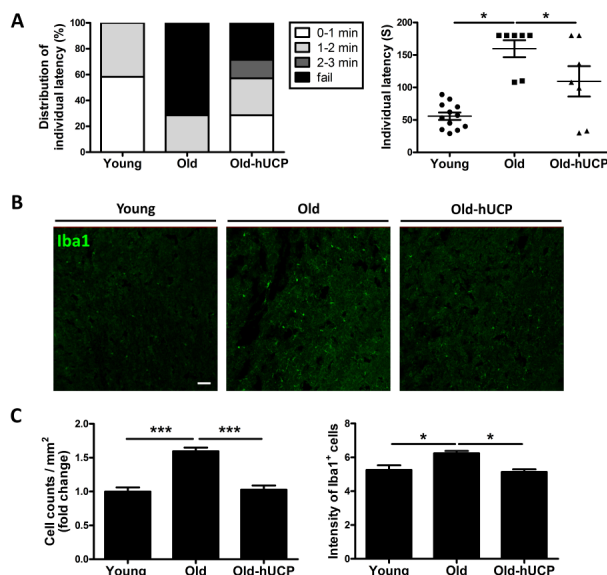 A
Distribution of individual latency (%)
100
80
60
40
20
0
Young
Old
Old-hUCP
0-1 min
1-2 min
2-3 min
fail
Individual latency (S)
200
150
100
50
0
*
*
Young
Old
Old-hUCP
B
Young
Old
Old-hUCP
Iba1
C
Cell counts / mm²
(fold change)
2.0
1.5
1.0
0.5
0.0
***
***
Young
Old
Old-hUCP
Intensity of Iba1⁺ cells
8
6
4
2
0
*
*
Young
Old
Old-hUCP